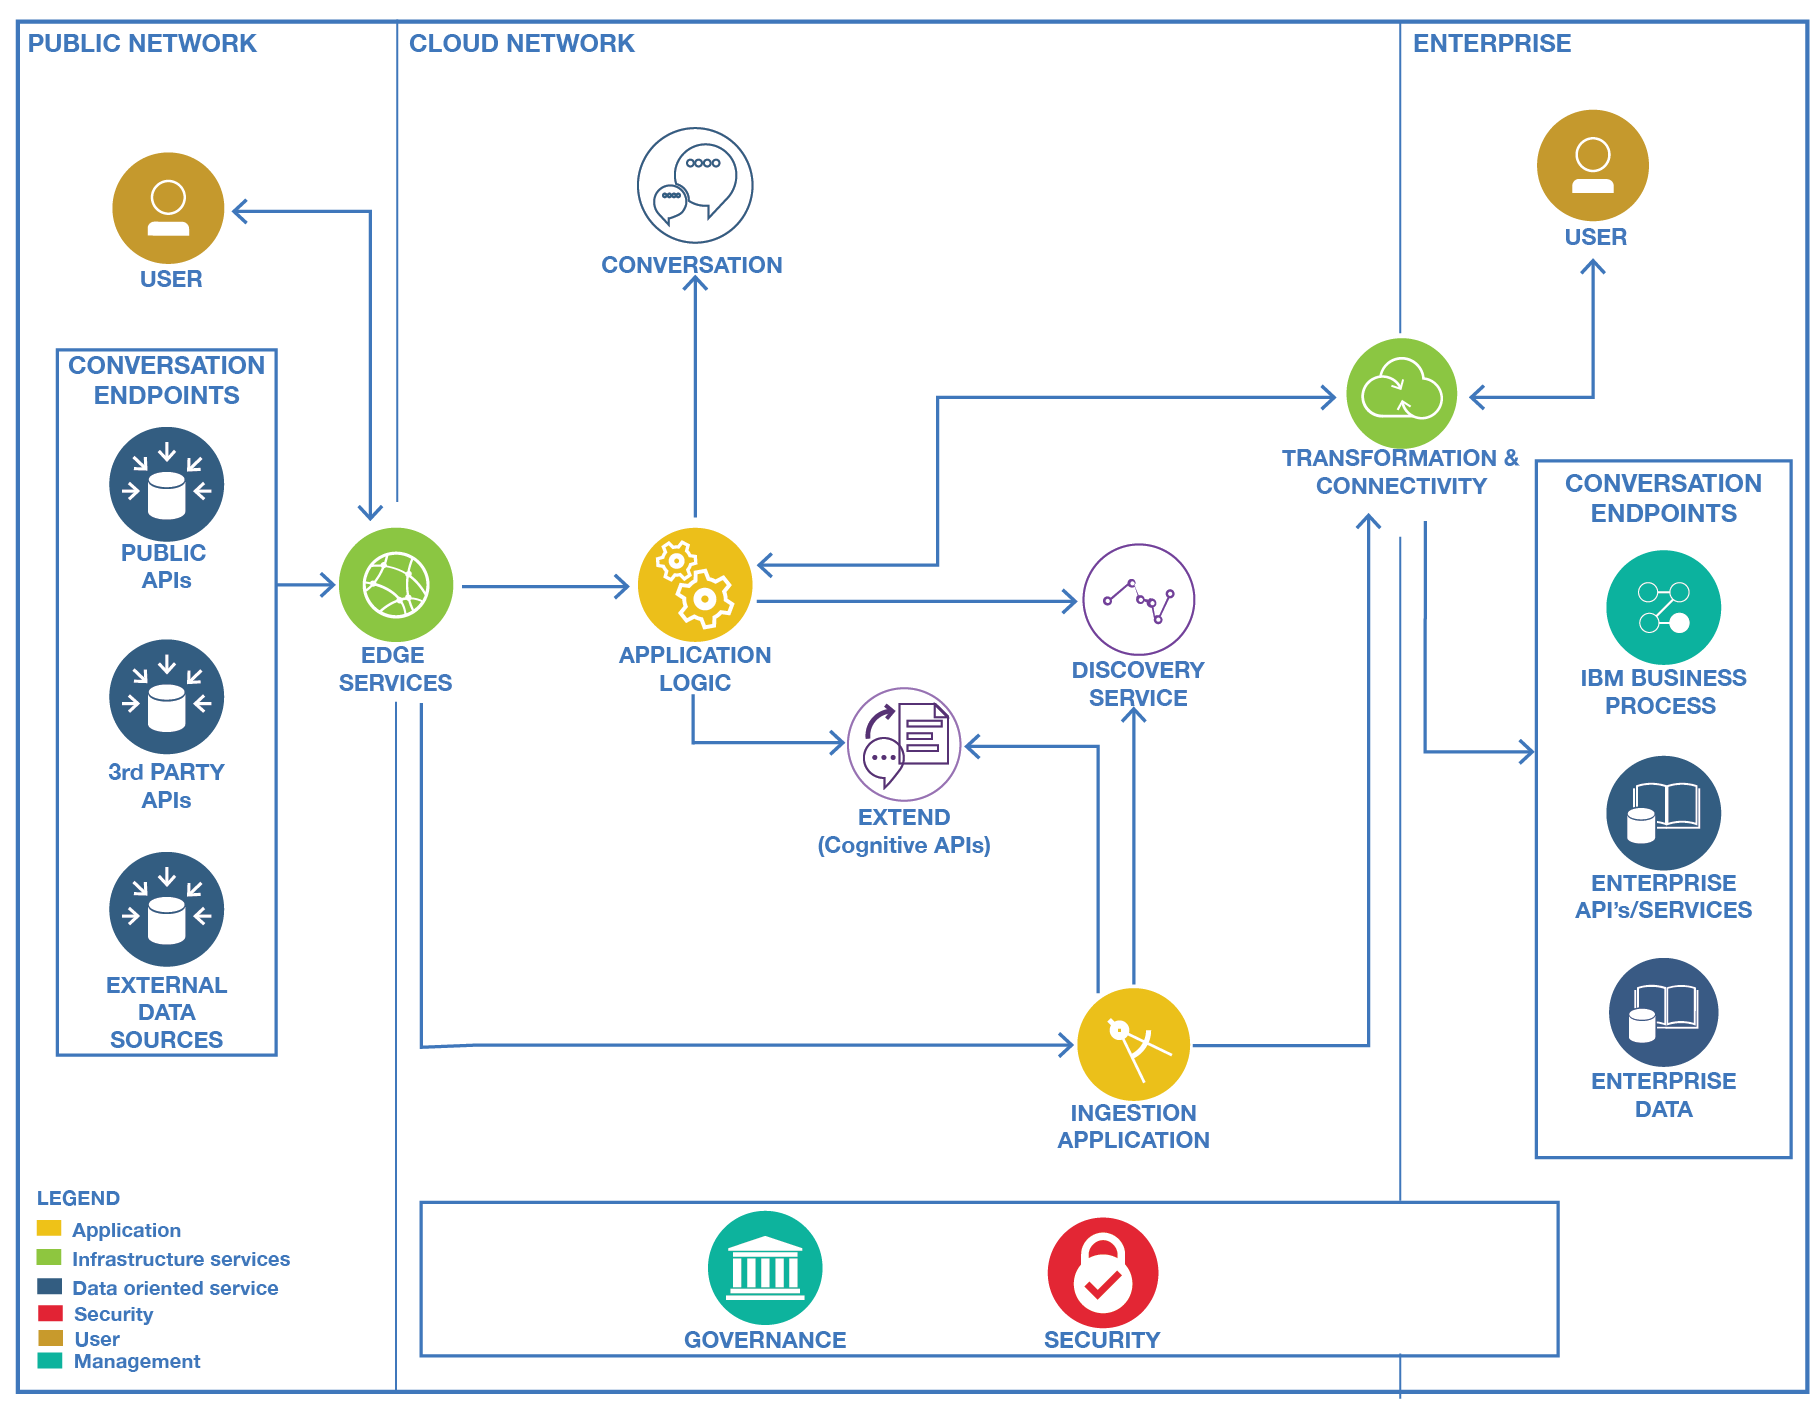 PUBLIC NETWORK
CLOUD NETWORK
ENTERPRISE
USER
CONVERSATION
ENDPOINTS
PUBLIC
APIs
3rd PARTY
APIs
EXTERNAL
DATA
SOURCES
EDGE
SERVICES
CONVERSATION
APPLICATION
LOGIC
EXTEND
(Cognitive APIs)
DISCOVERY
SERVICE
INGESTION
APPLICATION
TRANSFORMATION &
CONNECTIVITY
USER
CONVERSATION
ENDPOINTS
IBM BUSINESS
PROCESS
ENTERPRISE
API's/SERVICES
ENTERPRISE
DATA
LEGEND
Application
Infrastructure services
Data oriented service
Security
User
Management
GOVERNANCE
SECURITY